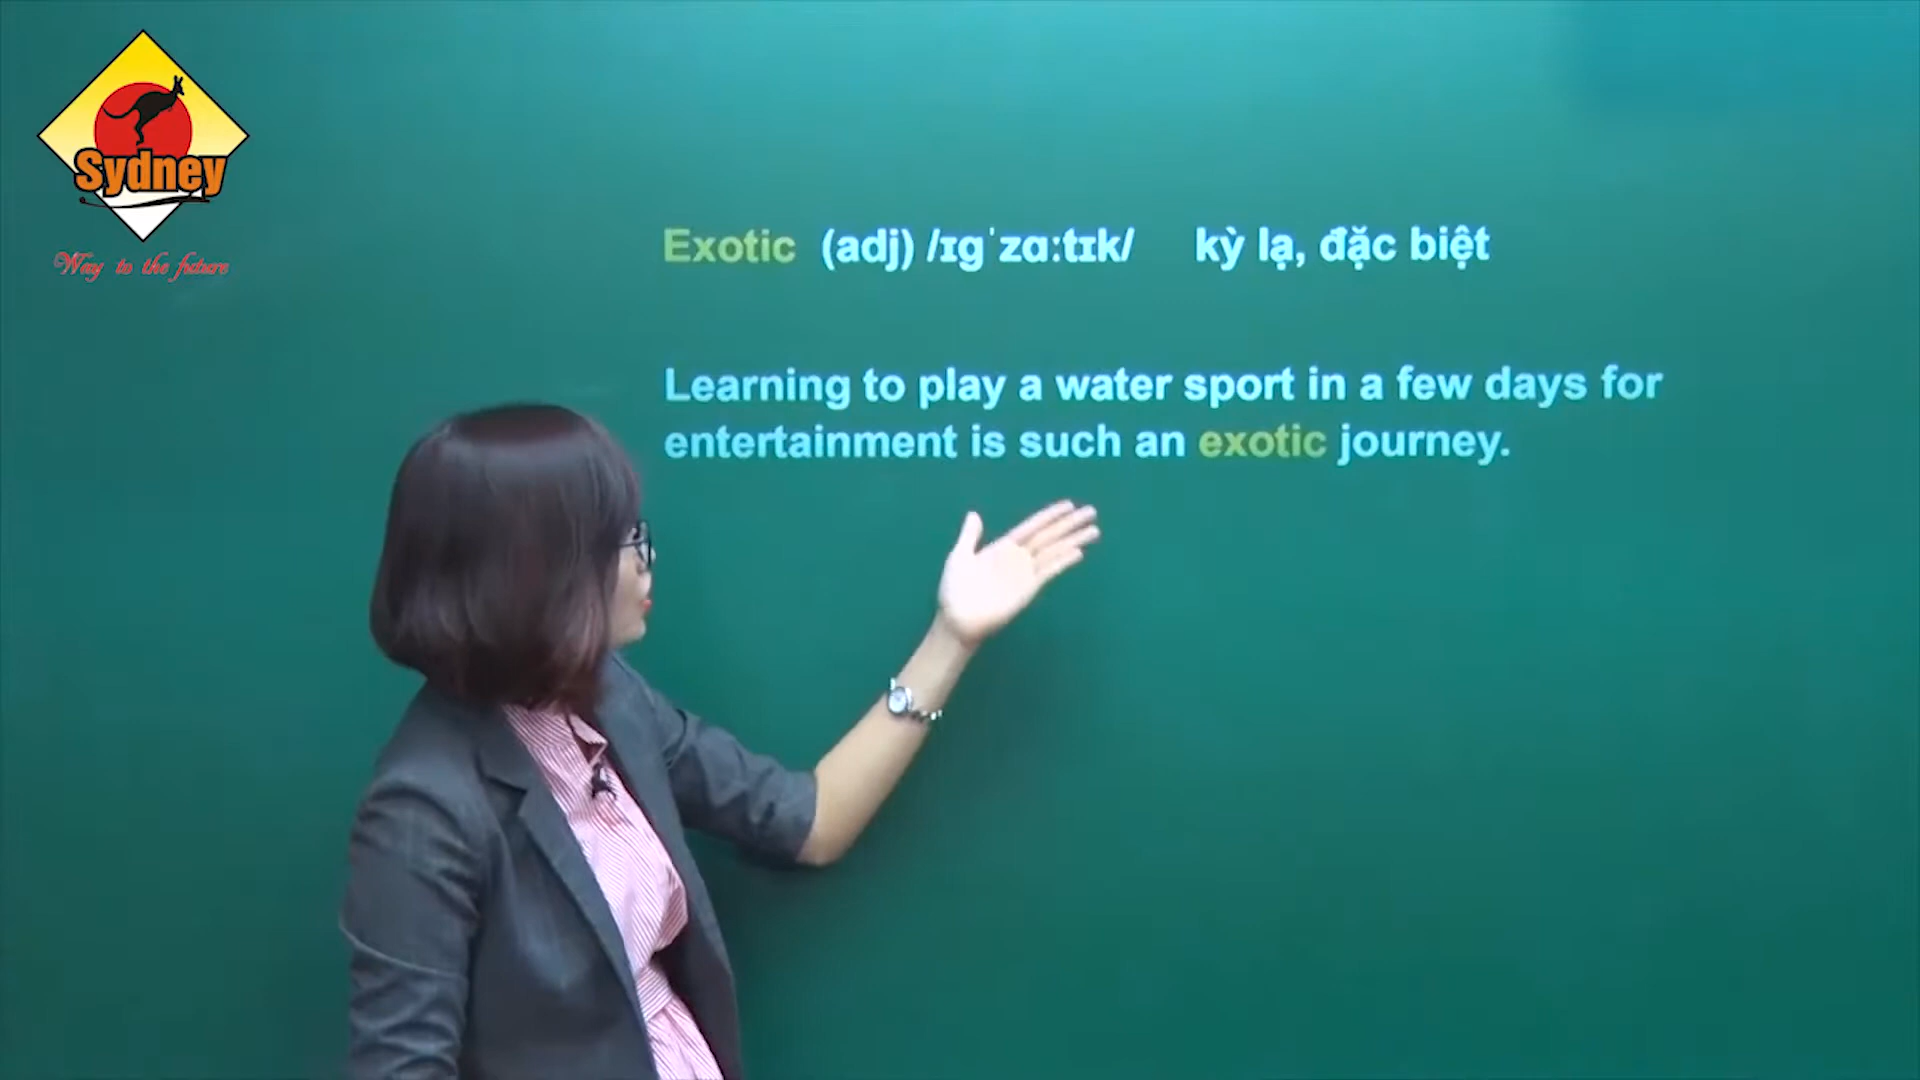 Sydney
Way to the future
Exotic (adj) /ɪgˈzɑːtɪk/ kỳ lạ, đặc biệt
Learning to play a water sport in a few days for
entertainment is such an exotic journey.